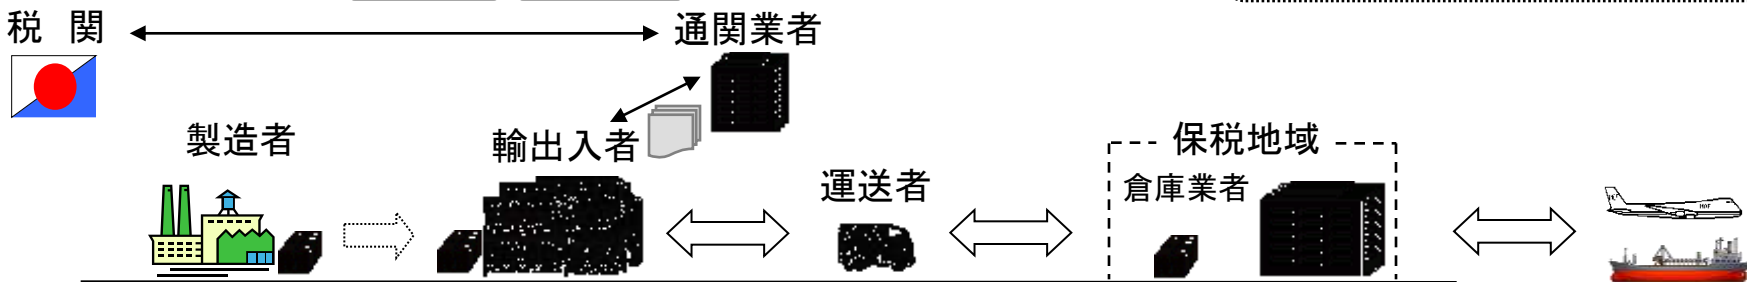 税 関
通関業者
製造者
輸出入者
運送者
保税地域
倉庫業者